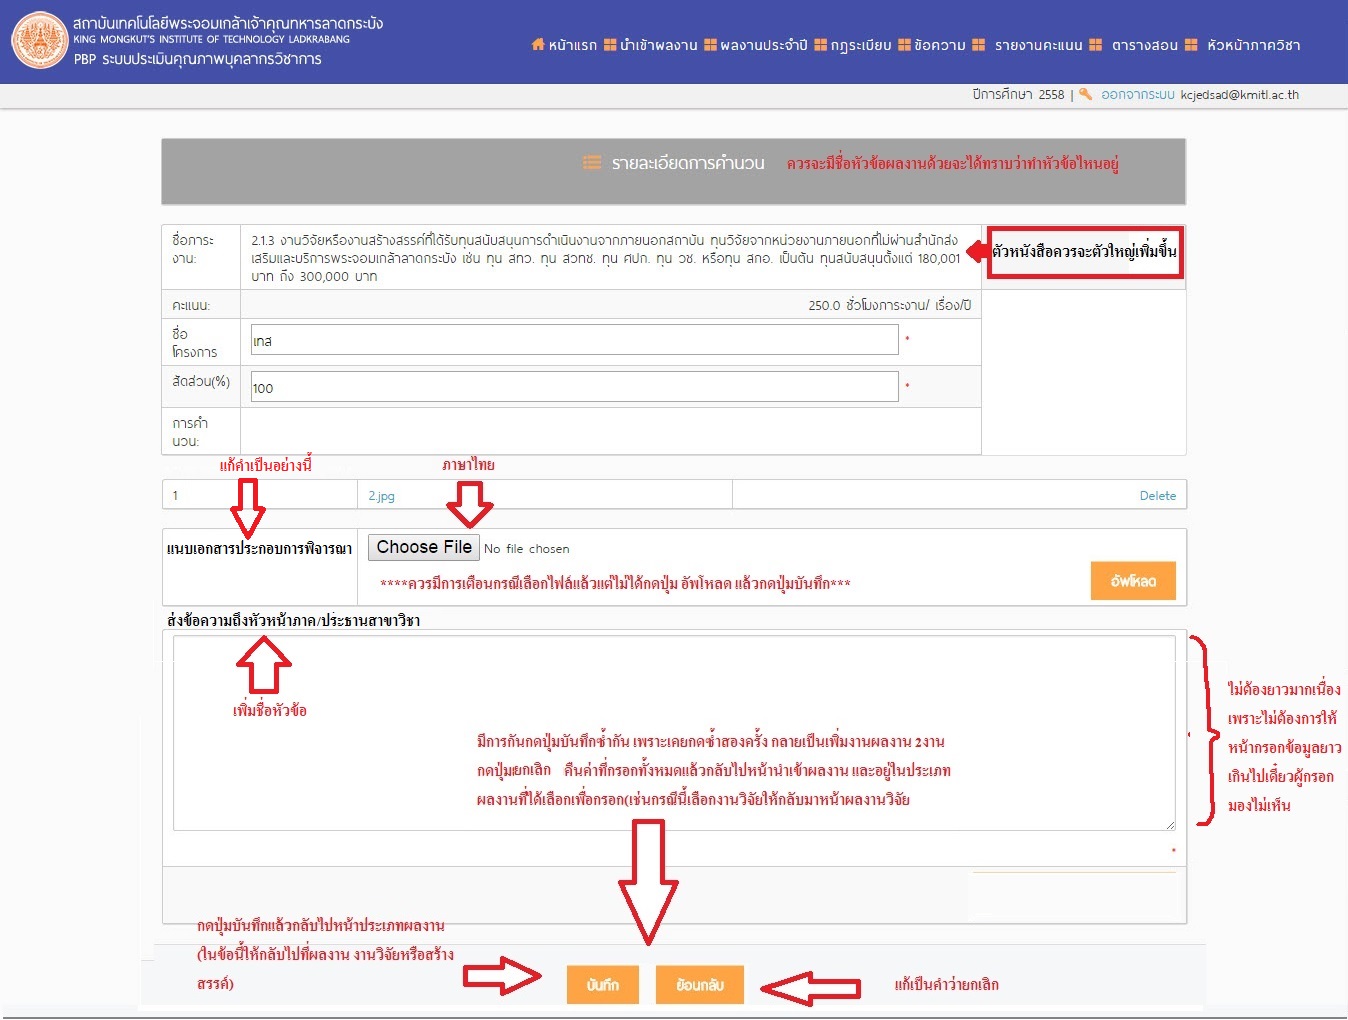 สถาบันเทคโนโลยีพระจอมเกล้าเจ้าคุณทหารลาดกระบัง
KING MONGKUT'S INSTITUTE OF TECHNOLOGY LADKRABANG
PBP ระบบประเมินคุณภาพบุคลากรวิชาการ
หน้าแรก นำเข้าผลงาน ผลงานประจำปี กฎระเบียบ ข้อความ รายงานคะแนน ตารางสอน หัวหน้าภาควิชา
ปีการศึกษา 2558 | ออกจากระบบ kcjedsad@kmitl.ac.th
รายละเอียดการคำนวน ควรจะมีชื่อหัวข้อผลงานด้วยจะได้ทราบว่าทำหัวข้อไหนอยู่
ชื่อภาระ
งาน:
2.1.3 งานวิจัยหรืองานสร้างสรรค์ที่ได้รับทุนสนับสนุนการดำเนินงานจากภายนอกสถาบัน ทุนวิจัยจากหน่วยงานภายนอกที่ไม่ผ่านสำนักส่ง
เสริมและบริการพระจอมเกล้าลาดกระบัง เช่น ทุน สกว. ทุน สวทช. ทุน ศปก. ทุน วช. หรือทุน สกอ. เป็นต้น ทุนสนับสนุนตั้งแต่ 180,001
บาท ถึง 300,000 บาท
ตัวหนังสือควรจะตัวใหญ่เพิ่มขึ้น
คะแนน: 250.0 ชั่วโมงภาระงาน/ เรื่อง/ปี
ชื่อ
โครงการ
เทส *
สัดส่วน(%) 100 *
การคำ
นวน:
แก้คำเป็นอย่างนี้ ภาษาไทย
1 2.jpg Delete
แนบเอกสารประกอบการพิจารณา Choose File No file chosen
****ควรมีการเตือนกรณีเลือกไฟล์แล้วแต่ไม่ได้กดปุ่ม อัพโหลด แล้วกดปุ่มบันทึก***
อัพโหลด
ส่งข้อความถึงหัวหน้าภาค/ประธานสาขาวิชา
เพิ่มชื่อหัวข้อ
มีการกันกดปุ่มบันทึกซ้ำกัน เพราะเคยกดซ้ำสองครั้ง กลายเป็นเพิ่มงานผลงาน 2งาน
กดปุ่มยกเลิก คืนค่าที่กรอกทั้งหมดแล้วกลับไปหน้านำเข้าผลงาน และอยู่ในประเภท
ผลงานที่ได้เลือกเพื่อกรอก(เช่นกรณีนี้เลือกงานวิจัยให้กลับมาหน้าผลงานวิจัย
ไม่ต้องยาวมากเนื่อง
เพราะไม่ต้องการให้
หน้ากรอกข้อมูลยาว
เกินไปเดี๋ยวผู้กรอก
มองไม่เห็น
*
กดปุ่มบันทึกแล้วกลับไปหน้าประเภทผลงาน
(ในข้อนี้ให้กลับไปที่ผลงาน งานวิจัยหรือสร้าง
สรรค์)
บันทึก ย้อนกลับ แก้เป็นคำว่ายกเลิก